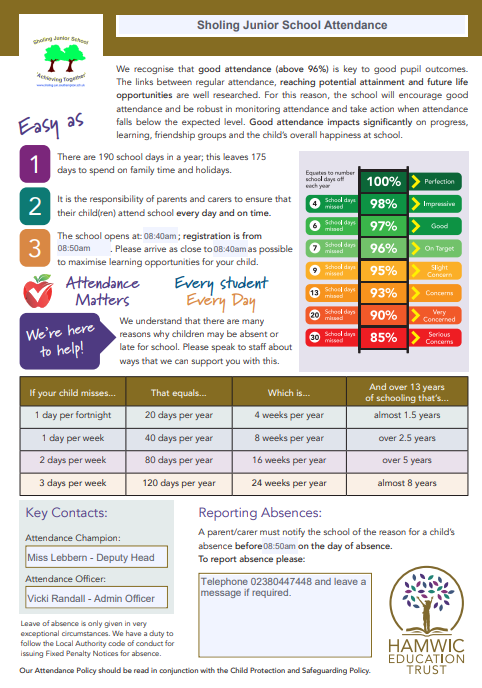 Sholing Junior School Attendance
Sholing Junior School
'Achieving Together'
We recognise that good attendance (above 96%) is key to good pupil outcomes.
The links between regular attendance, reaching potential attainment and future life
opportunities are well researched. For this reason, the school will encourage good
attendance and be robust in monitoring attendance and take action when attendance
falls below the expected level. Good attendance impacts significantly on progress,
learning, friendship groups and the child's overall happiness at school.
Easy as
1
There are 190 school days in a year; this leaves 175
days to spend on family time and holidays.
2
It is the responsibility of parents and carers to ensure that
their child(ren) attend school every day and on time.
3
The school opens at: 08:40am ; registration is from
08:50am . Please arrive as close to 08:40am as possible
to maximise learning opportunities for your child.
Attendance Matters
Every Student Every Day
We're here to help!
We understand that there are many
reasons why children may be absent or
late for school. Please speak to staff about
ways that we can support you with this.
Equates to number
school days off
each year
100% Perfection
4 School days missed 98% Impressive
6 School days missed 97% Good
7 School days missed 96% On Target
9 School days missed 95% Slight Concern
13 School days missed 93% Concerns
20 School days missed 90% Very Concerned
30 School days missed 85% Serious Concerns
If your child misses... That equals... Which is... And over 13 years of schooling that's...
1 day per fortnight 20 days per year 4 weeks per year almost 1.5 years
1 day per week 40 days per year 8 weeks per year over 2.5 years
2 days per week 80 days per year 16 weeks per year over 5 years
3 days per week 120 days per year 24 weeks per year almost 8 years
Key Contacts:
Attendance Champion:
Miss Lebbern - Deputy Head
Attendance Officer:
Vicki Randall - Admin Officer
Leave of absence is only given in very
exceptional circumstances. We have a duty to
follow the Local Authority code of conduct for
issuing Fixed Penalty Notices for absence.
Reporting Absences:
A parent/carer must notify the school of the reason for a child's
absence before 08:50am on the day of absence.
To report absence please:
Telephone 02380447448 and leave a
message if required.
HAMWIC
EDUCATION
TRUST
Our Attendance Policy should be read in conjunction with the Child Protection and Safeguarding Policy.